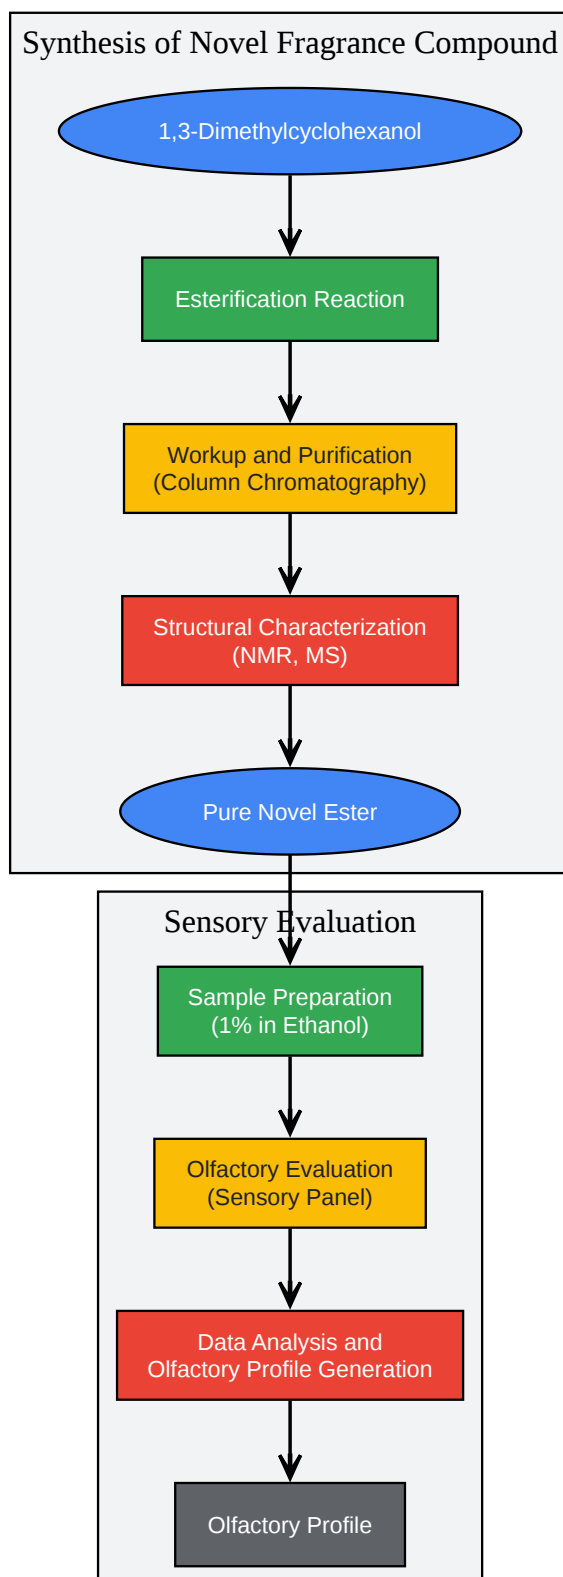 Synthesis of Novel Fragrance Compound
1,3-Dimethylcyclohexanol
Esterification Reaction
Workup and Purification
(Column Chromatography)
Structural Characterization
(NMR, MS)
Pure Novel Ester
Sensory Evaluation
Sample Preparation
(1% in Ethanol)
Olfactory Evaluation
(Sensory Panel)
Data Analysis and
Olfactory Profile Generation
Olfactory Profile